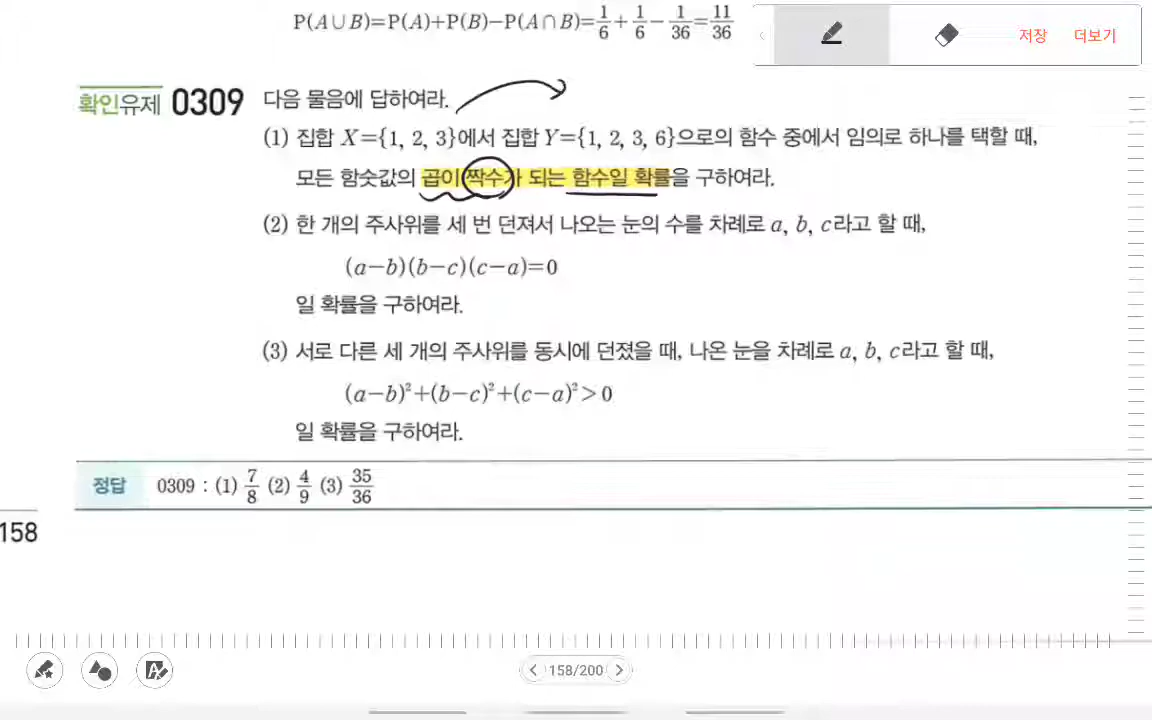 P(A∪B)=P(A)+P(B)−P(A∩B)=1/6+1/6−1/36=11/36
저장 더보기
확인유제 0309 다음 물음에 답하여라.
(1) 집합 X={1, 2, 3}에서 집합 Y={1, 2, 3, 6}으로의 함수 중에서 임의로 하나를 택할 때,
모든 함숫값의 곱이 짝수가 되는 함수일 확률을 구하여라.
(2) 한 개의 주사위를 세 번 던져서 나오는 눈의 수를 차례로 a, b, c라고 할 때,
(a−b)(b−c)(c−a)=0
일 확률을 구하여라.
(3) 서로 다른 세 개의 주사위를 동시에 던졌을 때, 나온 눈을 차례로 a, b, c라고 할 때,
(a−b)²+(b−c)²+(c−a)²>0
일 확률을 구하여라.
정답 0309 : (1) 7/8 (2) 4/9 (3) 35/36
158
158/200